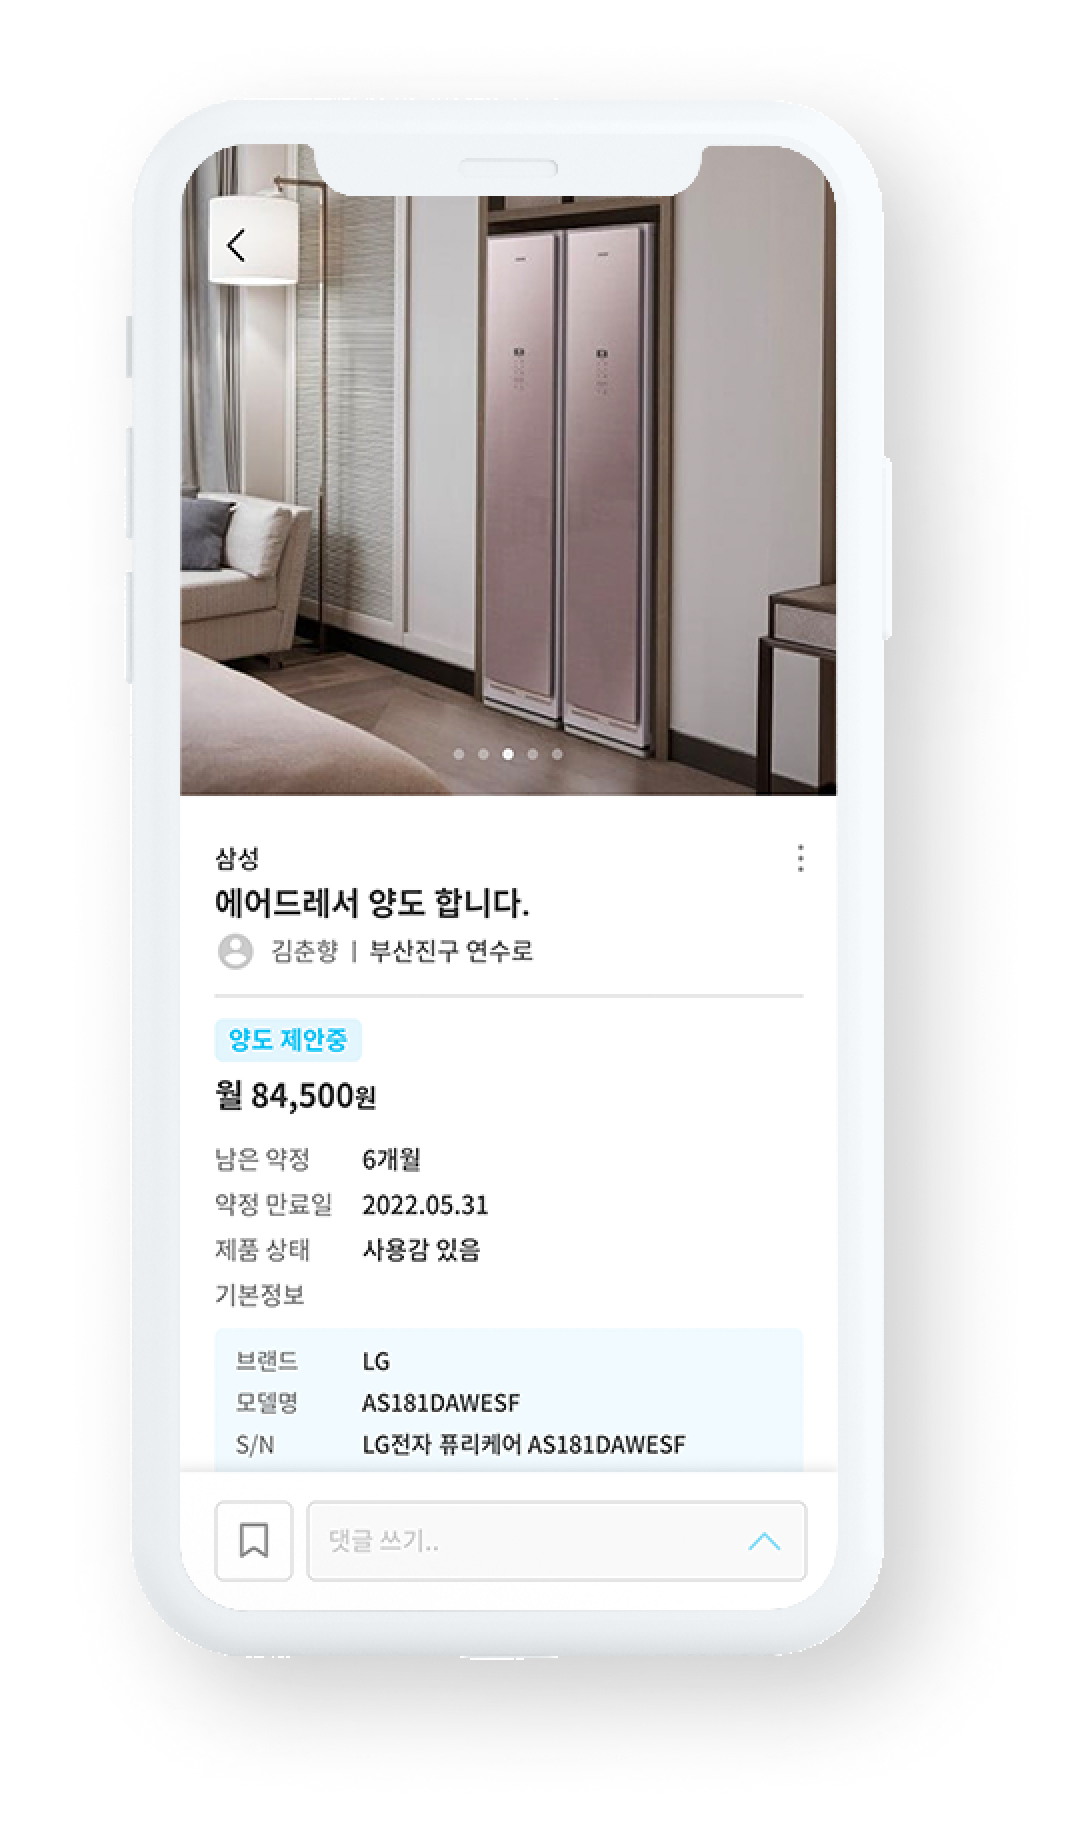 삼성
에어드레서 양도 합니다.
김춘향 | 부산진구 연수로
양도 제안중
월 84,500원
남은 약정 6개월
약정 만료일 2022.05.31
제품 상태 사용감 있음
기본정보
브랜드 LG
모델명 AS181DAWESF
S/N LG전자 퓨리케어 AS181DAWESF
댓글 쓰기..